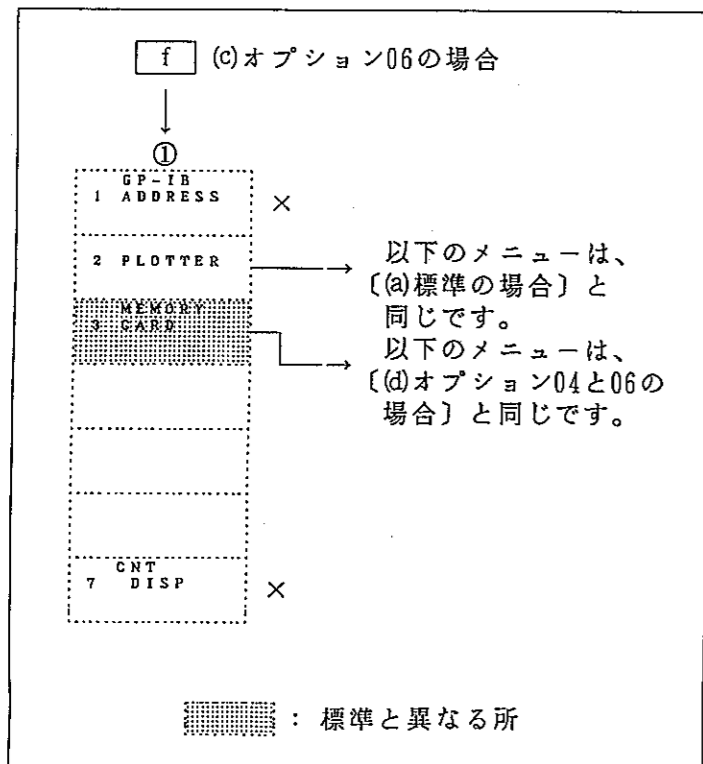 f (c)オプション06の場合
①
GP-IB
1 ADDRESS ×
2 PLOTTER
以下のメニューは、
〔(a)標準の場合〕と
同じです。
MEMORY
3 CARD
以下のメニューは、
〔(d)オプション04と06の
場合〕と同じです。
CNT
7 DISP ×
: 標準と異なる所